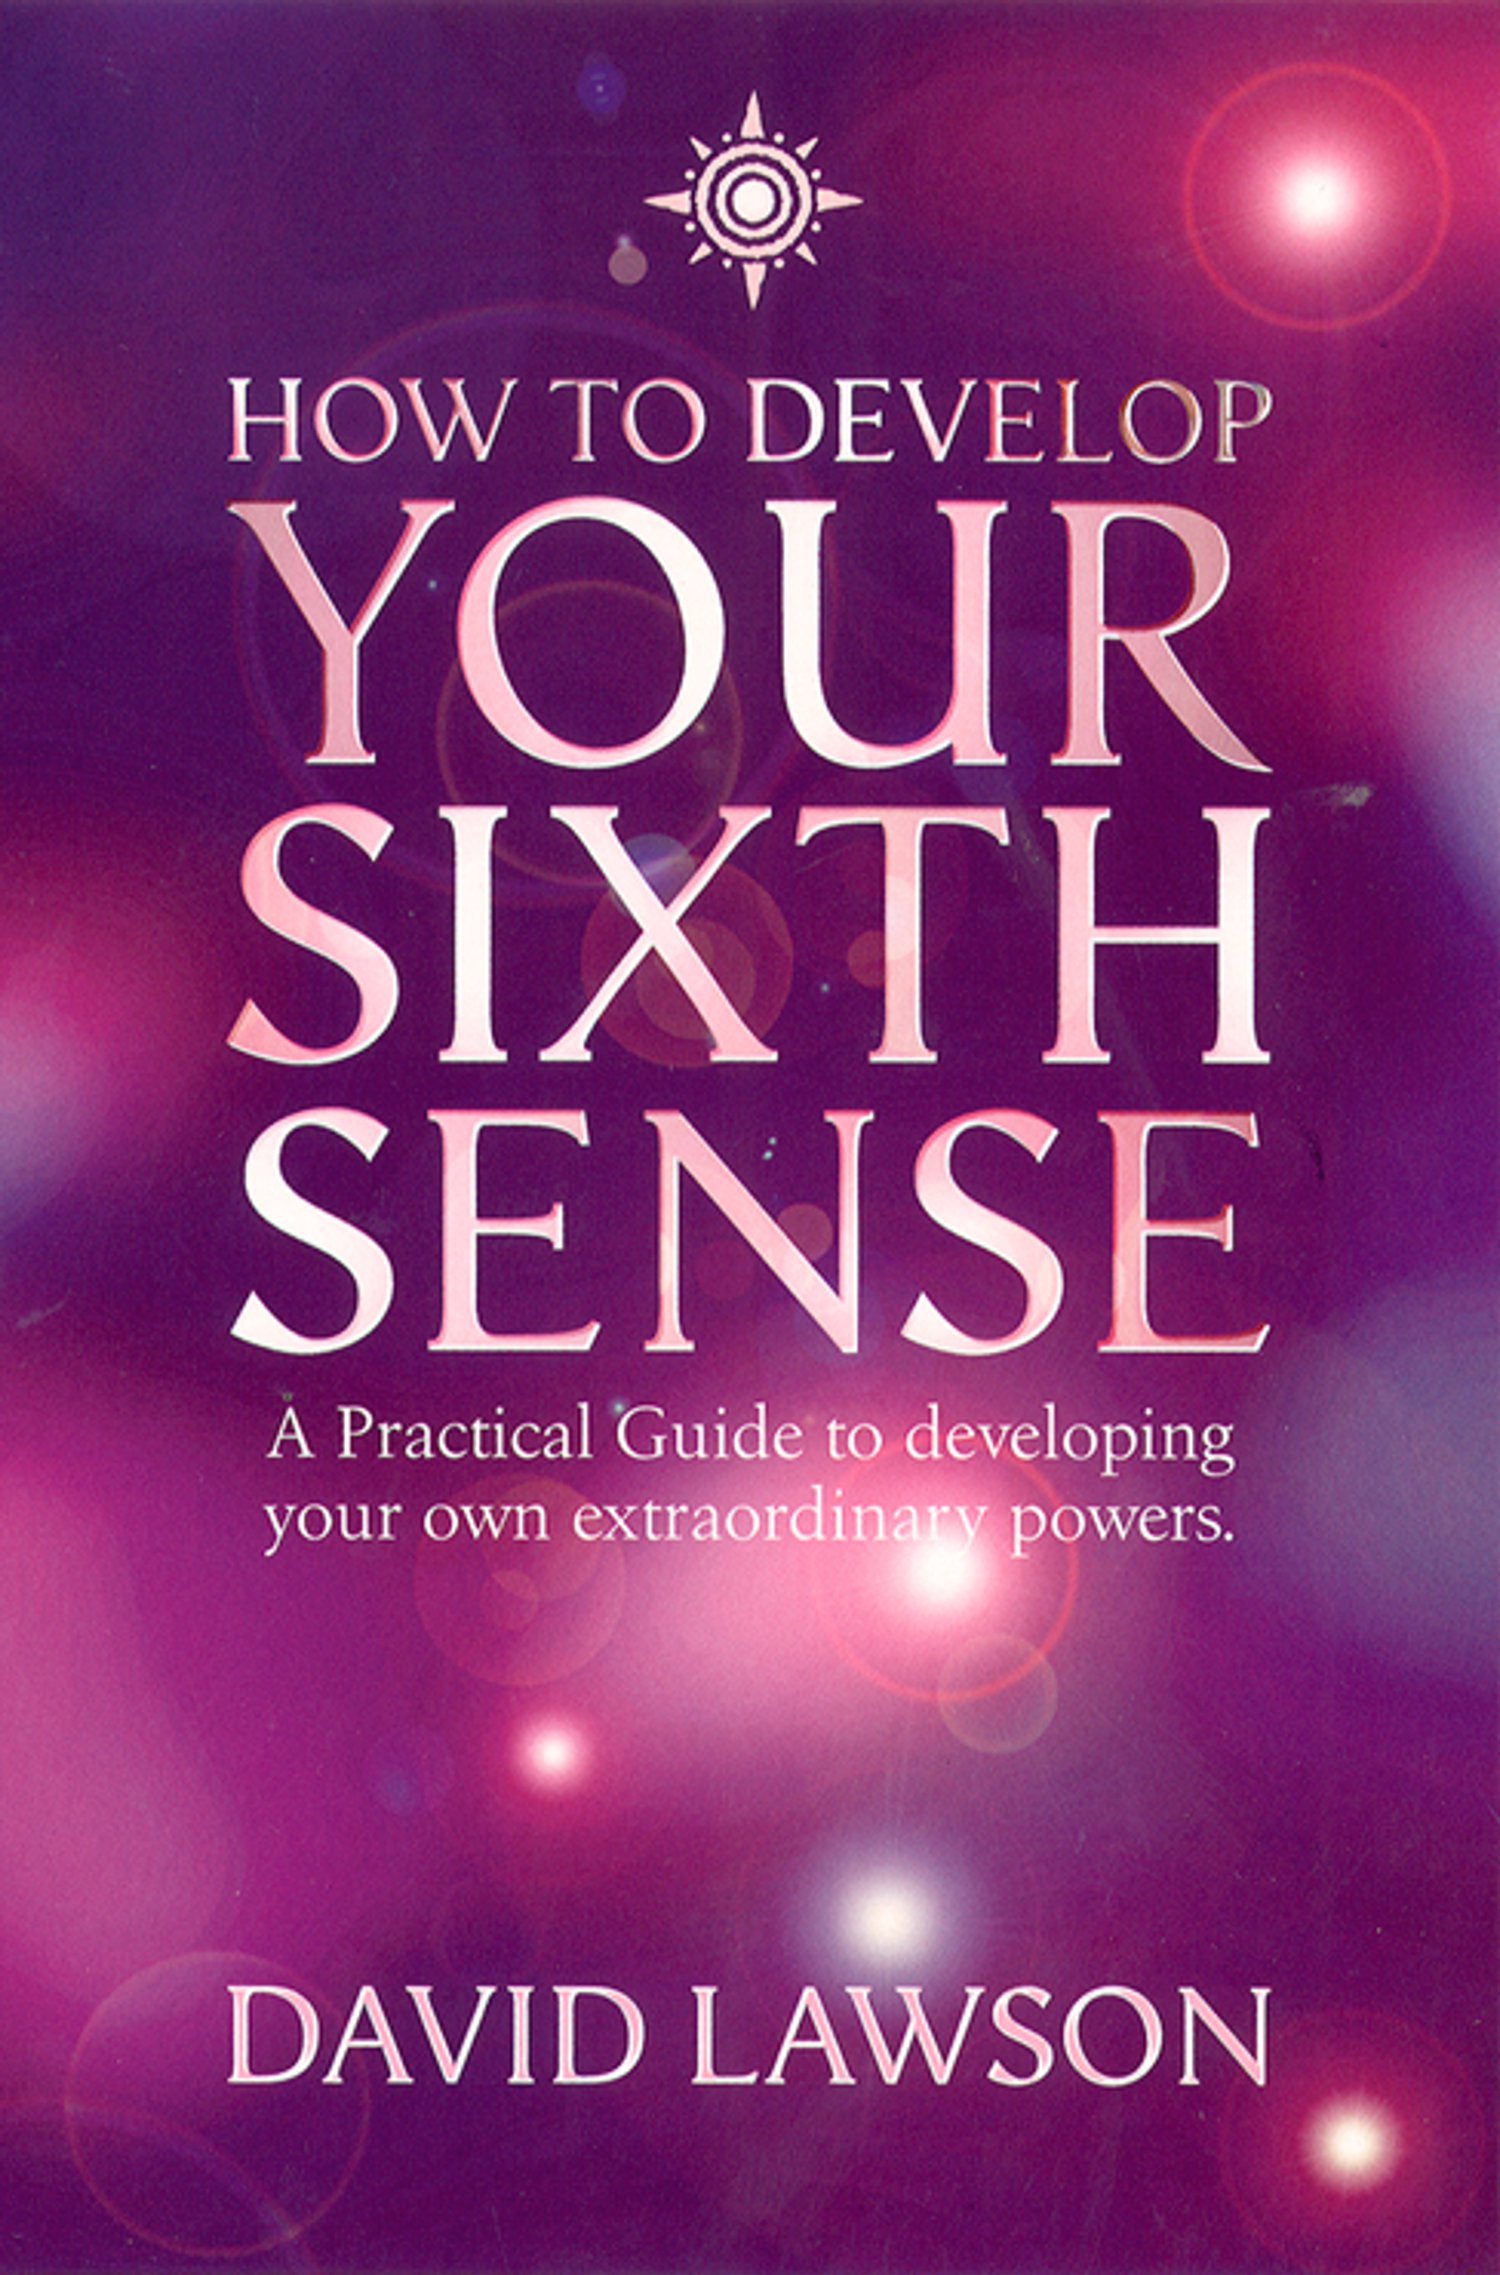 HOW TO DEVELOP
YOUR
SIXTH
SENSE
A Practical Guide to developing
your own extraordinary powers.
DAVID LAWSON